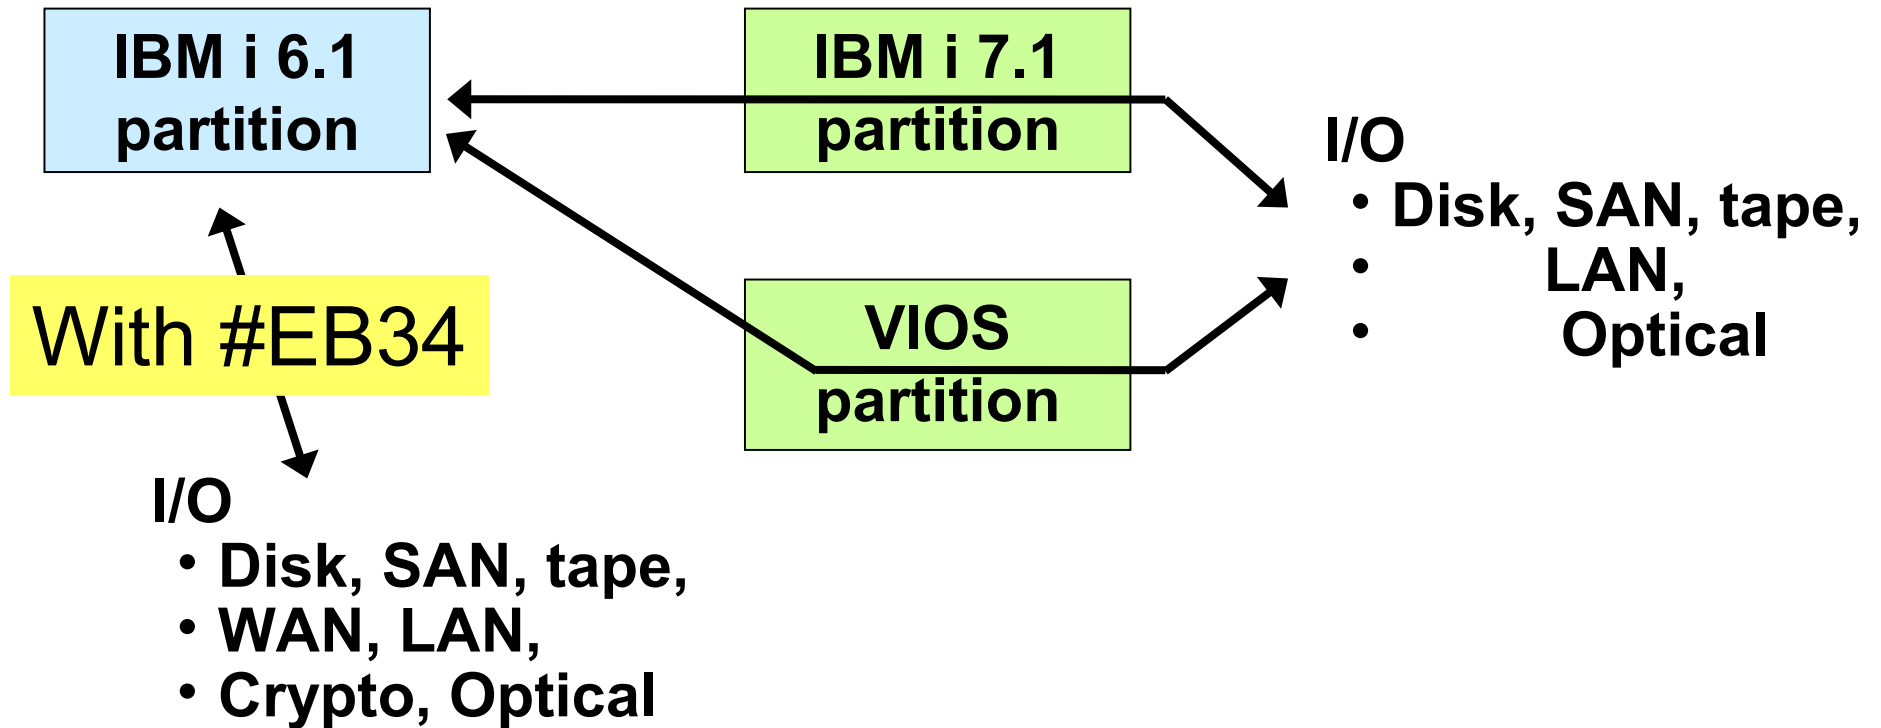 IBM i 6.1
partition
IBM i 7.1
partition
I/O
• Disk, SAN, tape,
• LAN,
• Optical
VIOS
partition
With #EB34
I/O
• Disk, SAN, tape,
• WAN, LAN,
• Crypto, Optical